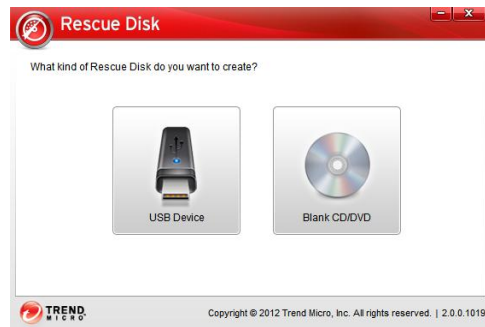 Rescue Disk
What kind of Rescue Disk do you want to create?
USB Device
Blank CD/DVD
TREND
MICRO
Copyright © 2012 Trend Micro, Inc. All rights reserved. | 2.0.0.1019